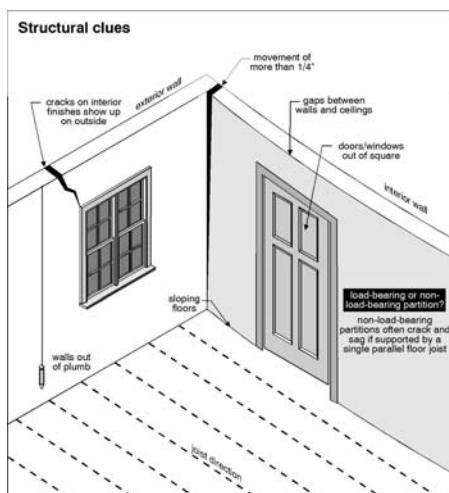 Structural clues
movement of
more than 1/4"
exterior wall
cracks on interior
finishes show up
on outside
gaps between
walls and ceilings
doors/windows
out of square
interior wall
load-bearing or non-
load-bearing partition?
non-load-bearing
partitions often crack and
sag if supported by a
single parallel floor joist
sloping
floors
walls out
of plumb
joist direction